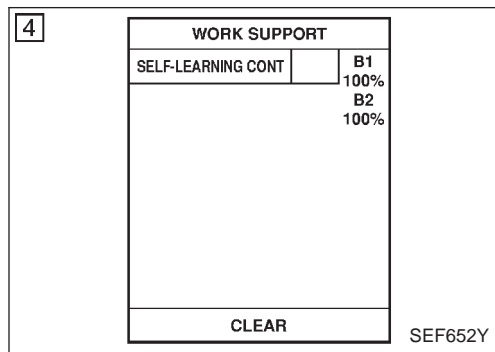 4
WORK SUPPORT
SELF-LEARNING CONT
B1
100%
B2
100%
CLEAR
SEF652Y